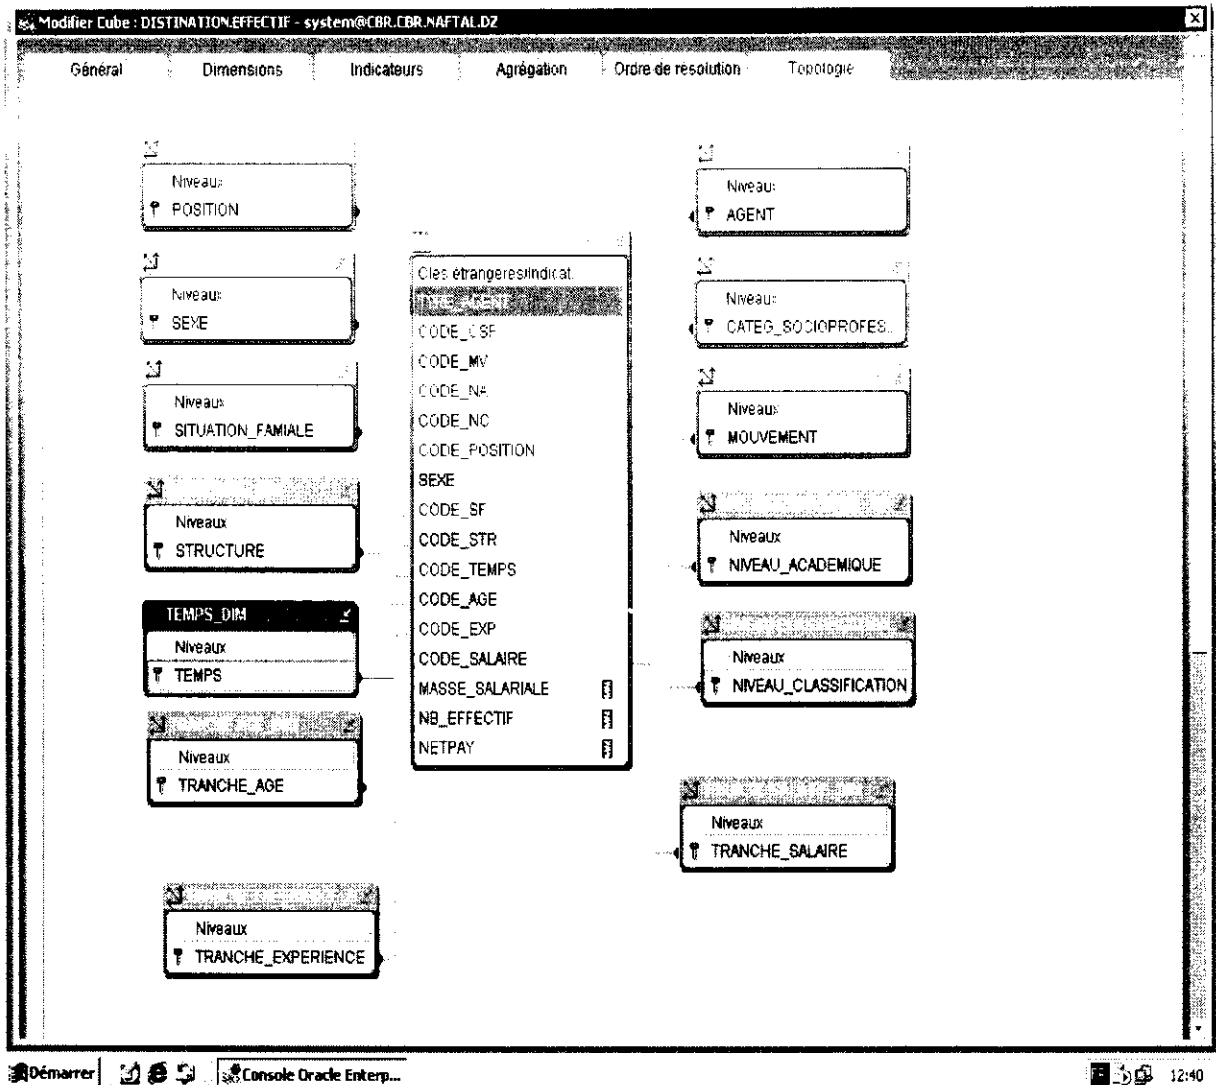 Modifier Cube : DISTINATION.EFFECTIF - system@CBR.CBR.NAFTAL.DZ
Général Dimensions Indicateurs Agrégation Ordre de résolution Topologie
Niveaux
POSITION
Niveaux
SEXE
Niveaux
SITUATION_FAMIALE
Niveaux
STRUCTURE
TEMPS_DIM
Niveaux
TEMPS
Niveaux
TRANCHE_AGE
Niveaux
TRANCHE_EXPERIENCE
Clés étrangères/Indicat.
CODE_CSF
CODE_MV
CODE_NA
CODE_NC
CODE_POSITION
SEXE
CODE_SF
CODE_STR
CODE_TEMPS
CODE_AGE
CODE_EXP
CODE_SALAIRE
MASSE_SALARIALE
NB_EFFECTIF
NETPAY
Niveaux
AGENT
Niveaux
CATEG_SOCIOPROFES...
Niveaux
MOUVEMENT
Niveaux
NIVEAU_ACADEMIQUE
Niveaux
NIVEAU_CLASSIFICATION
Niveaux
TRANCHE_SALAIRE
Démarrer Console Oracle Enterp... 12:40